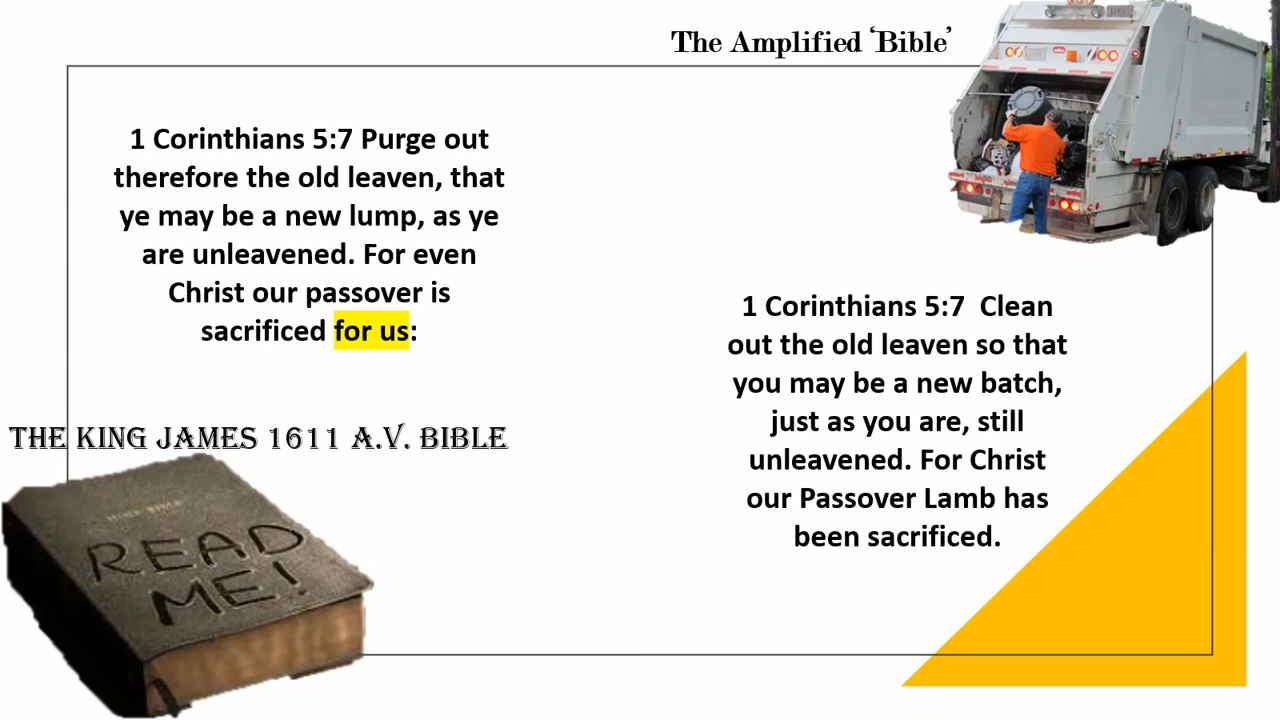 The Amplified ‘Bible’
1 Corinthians 5:7 Purge out
therefore the old leaven, that
ye may be a new lump, as ye
are unleavened. For even
Christ our passover is
sacrificed for us:
THE KING JAMES 1611 A.V. BIBLE
HOLY BIBLE
READ
ME!
1 Corinthians 5:7  Clean
out the old leaven so that
you may be a new batch,
just as you are, still
unleavened. For Christ
our Passover Lamb has
been sacrificed.